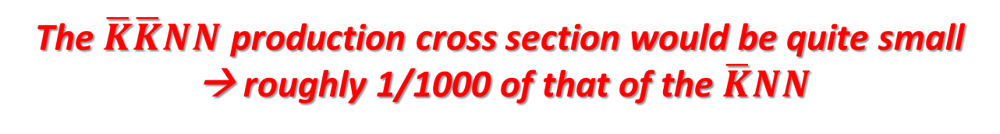 The K̅K̅NN production cross section would be quite small
→ roughly 1/1000 of that of the K̅NN